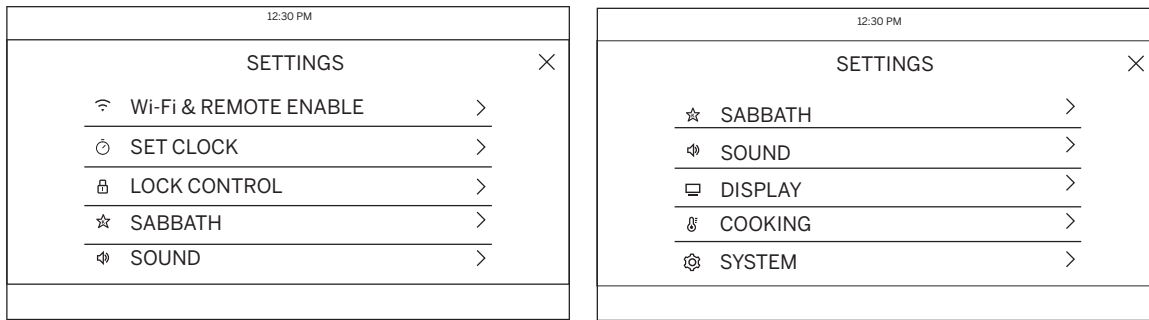 12:30 PM
SETTINGS
Wi-Fi & REMOTE ENABLE
SET CLOCK
LOCK CONTROL
SABBATH
SOUND
12:30 PM
SETTINGS
SABBATH
SOUND
DISPLAY
COOKING
SYSTEM